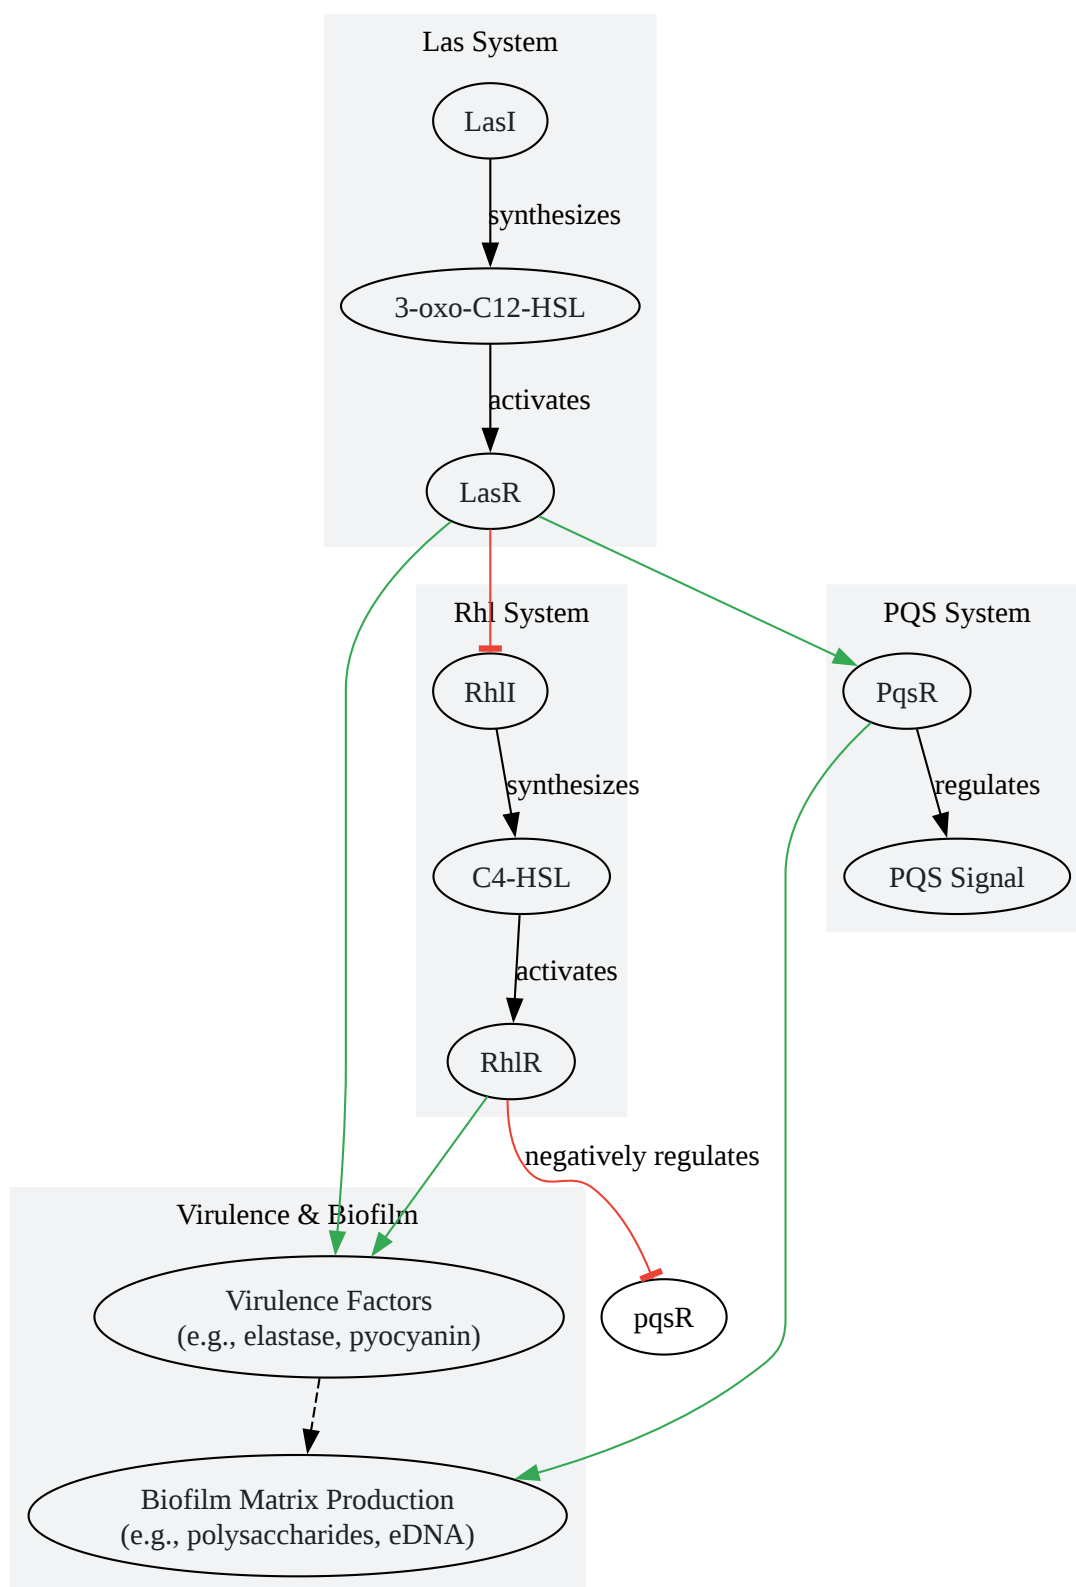 Las System
LasI
synthesizes
3-oxo-C12-HSL
activates
LasR
Rhl System
PQS System
RhlI
PqsR
synthesizes
regulates
C4-HSL
PQS Signal
activates
RhlR
negatively regulates
Virulence & Biofilm
Virulence Factors
(e.g., elastase, pyocyanin)
pqsR
Biofilm Matrix Production
(e.g., polysaccharides, eDNA)